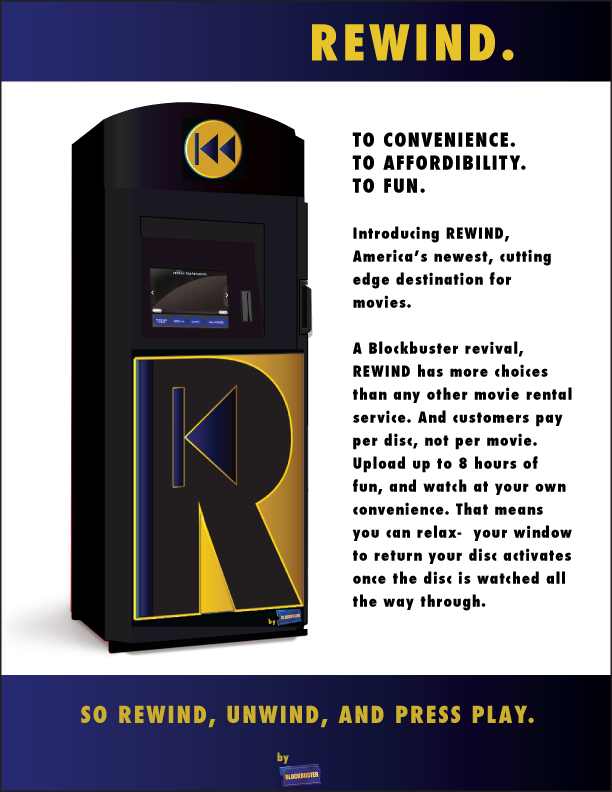 REWIND.
TO CONVENIENCE.
TO AFFORDIBILITY.
TO FUN.
Introducing REWIND,
America's newest, cutting
edge destination for
movies.
A Blockbuster revival,
REWIND has more choices
than any other movie rental
service. And customers pay
per disc, not per movie.
Upload up to 8 hours of
fun, and watch at your own
convenience. That means
you can relax-  your window
to return your disc activates
once the disc is watched all
the way through.
R
by BLOCKBUSTER
SO REWIND, UNWIND, AND PRESS PLAY.
by
BLOCKBUSTER